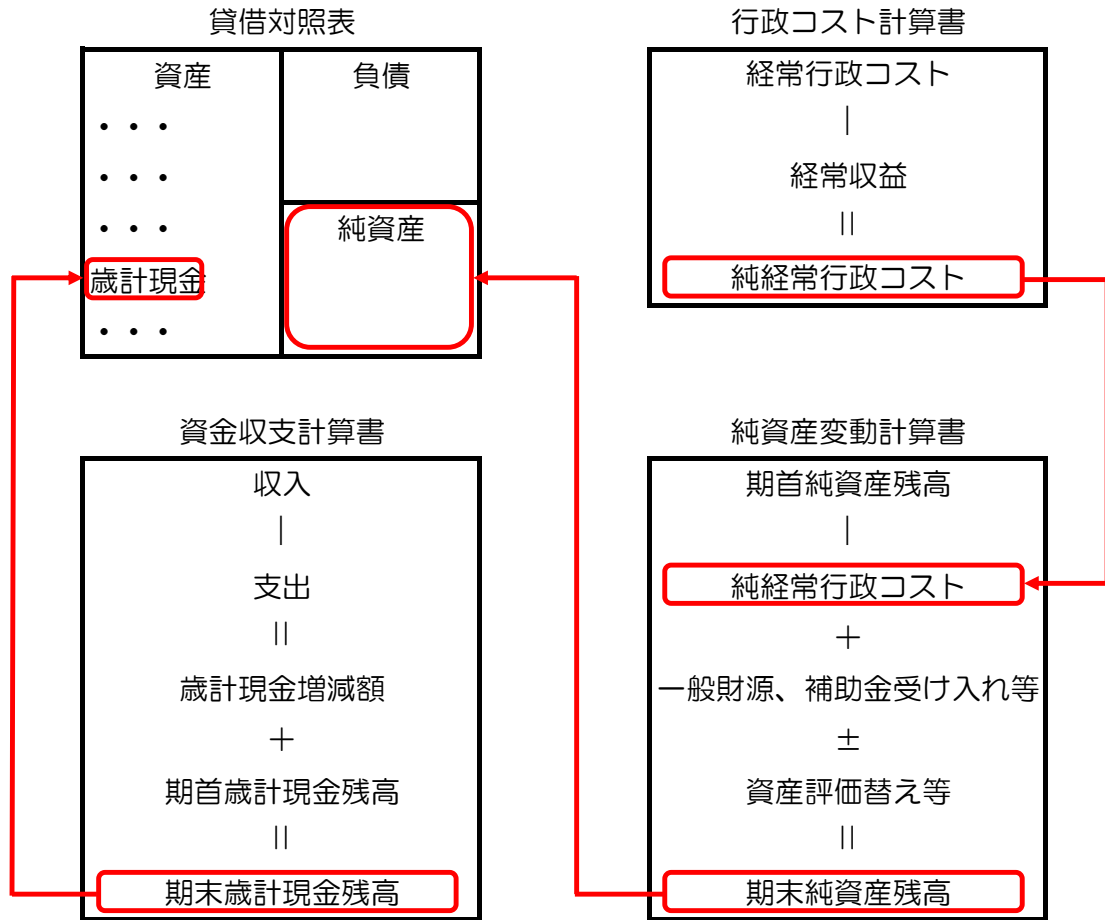 貸借対照表
資産
・・・
・・・
・・・
歳計現金
・・・
負債
純資産
行政コスト計算書
経常行政コスト
|
経常収益
||
純経常行政コスト
資金収支計算書
収入
|
支出
||
歳計現金増減額
＋
期首歳計現金残高
||
期末歳計現金残高
純資産変動計算書
期首純資産残高
|
純経常行政コスト
＋
一般財源、補助金受け入れ等
±
資産評価替え等
||
期末純資産残高